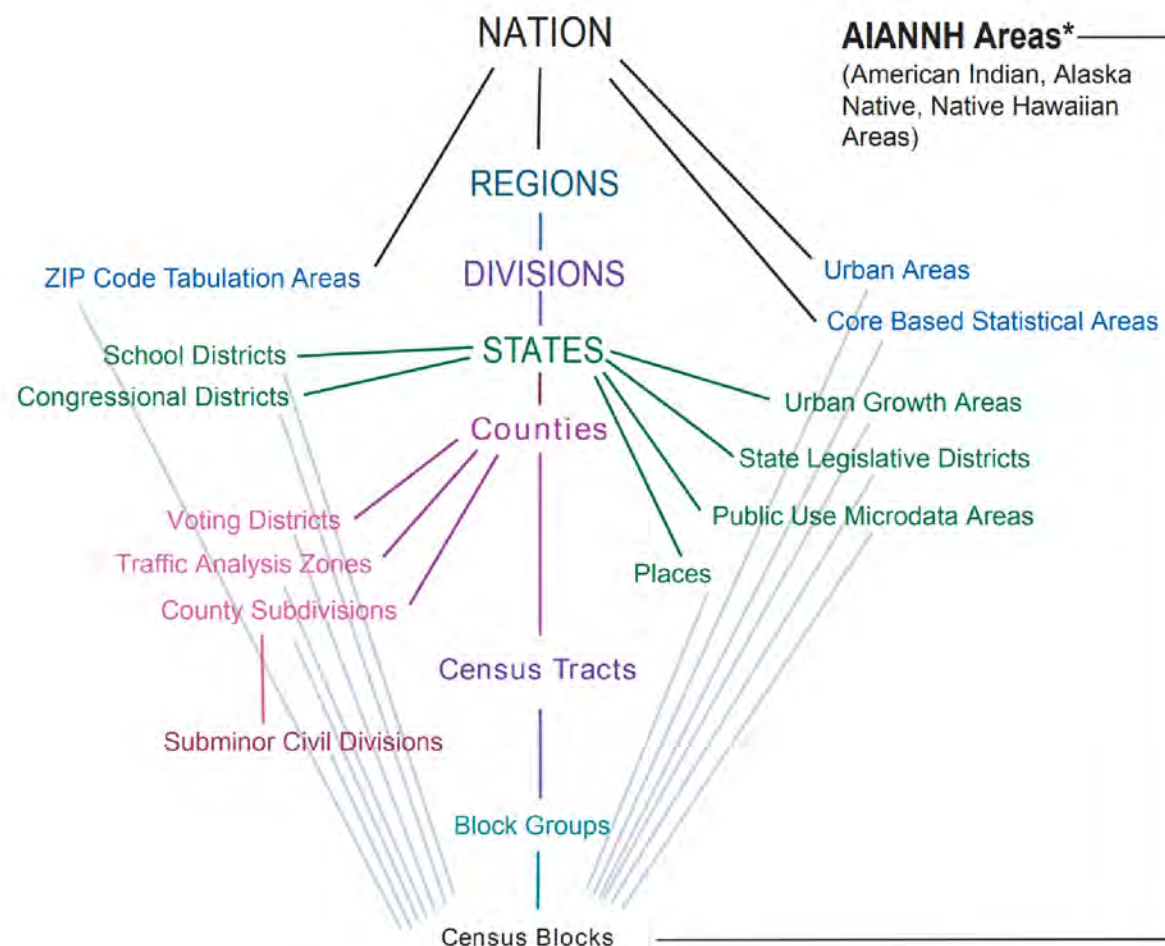 NATION
AIANNH Areas*
(American Indian, Alaska
Native, Native Hawaiian
Areas)
REGIONS
ZIP Code Tabulation Areas
DIVISIONS
Urban Areas
Core Based Statistical Areas
School Districts
STATES
Congressional Districts
Urban Growth Areas
Counties
State Legislative Districts
Voting Districts
Public Use Microdata Areas
Traffic Analysis Zones
Places
County Subdivisions
Census Tracts
Subminor Civil Divisions
Block Groups
Census Blocks